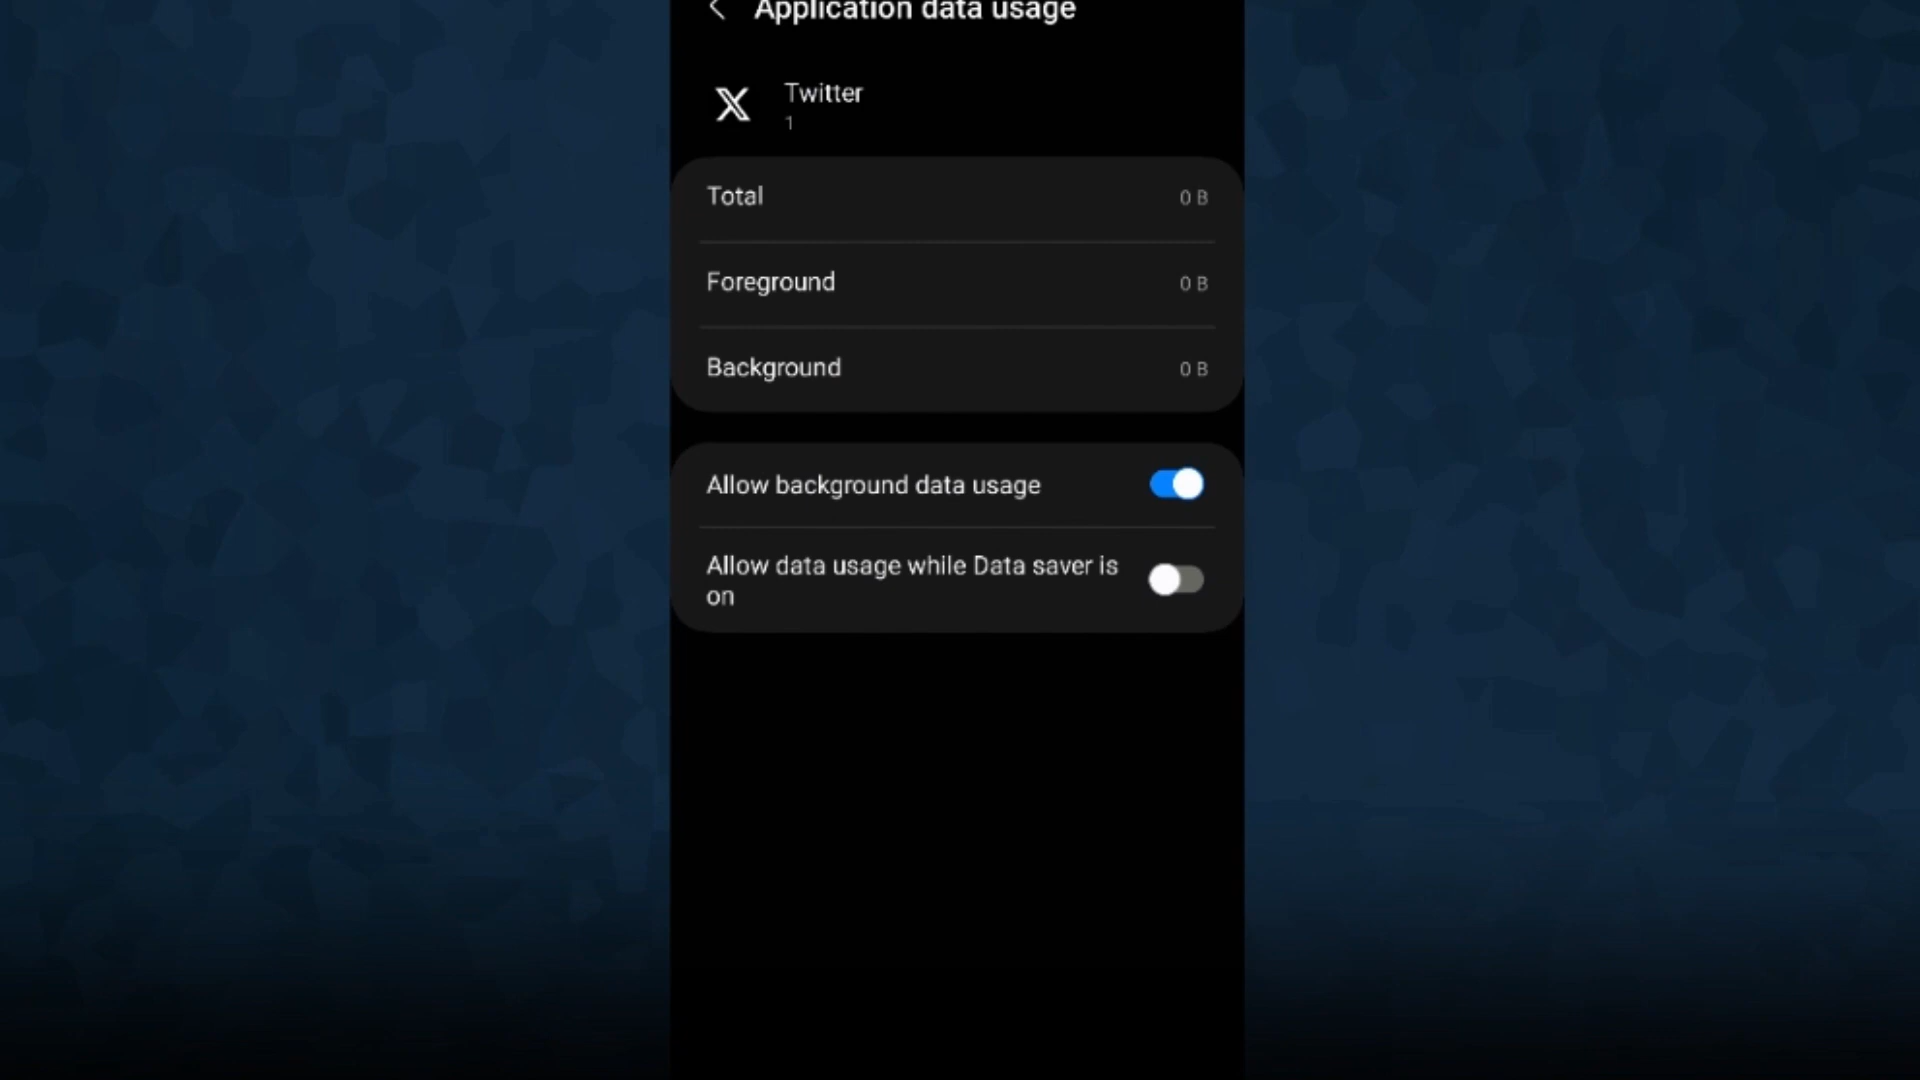 Application data usage
Twitter
1
Total
0 B
Foreground
0 B
Background
0 B
Allow background data usage
Allow data usage while Data saver is
on